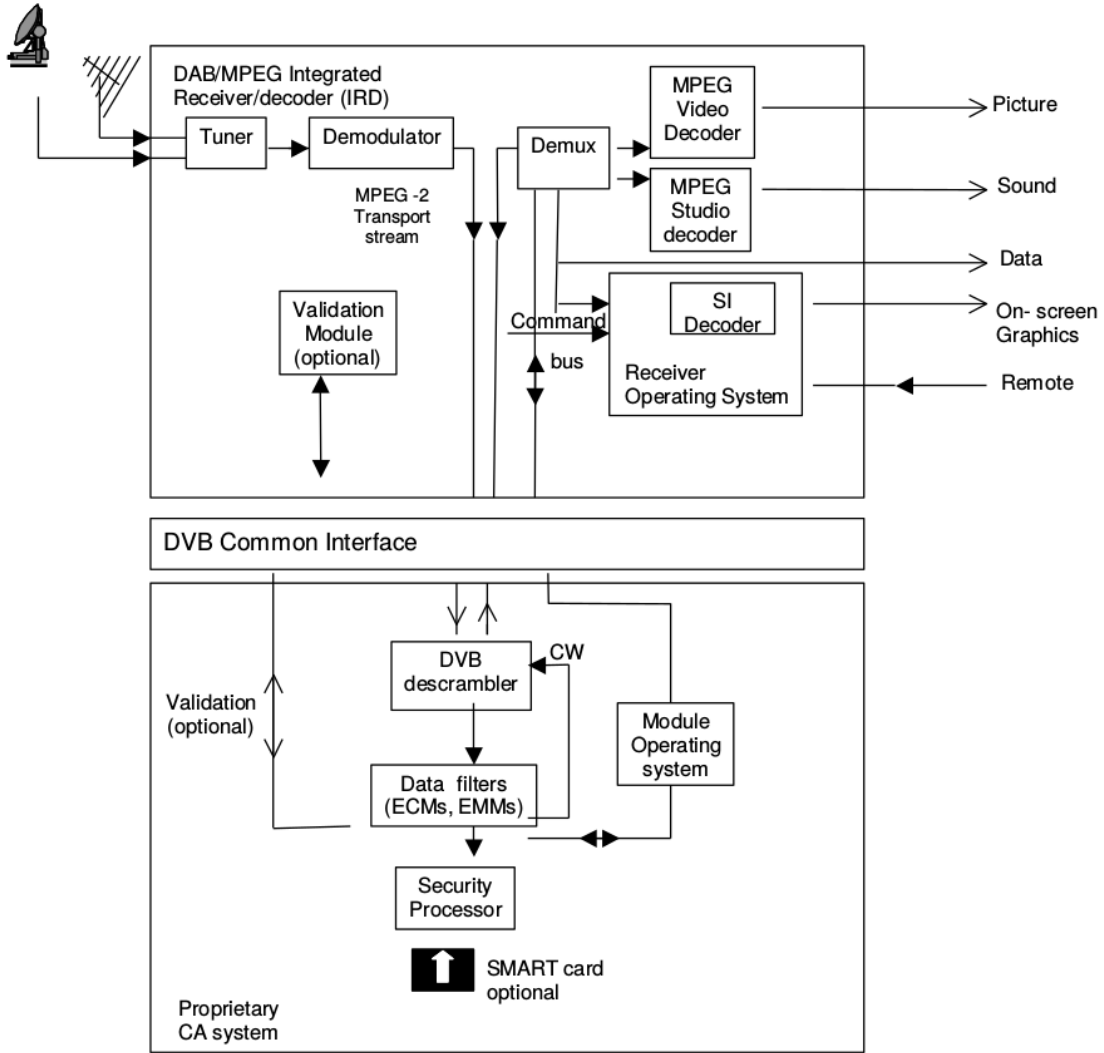 DAB/MPEG Integrated
Receiver/decoder (IRD)
Tuner
Demodulator
MPEG -2
Transport
stream
Demux
MPEG
Video
Decoder
MPEG
Studio
decoder
Picture
Sound
Data
On- screen
Graphics
Remote
Validation
Module
(optional)
Command
bus
SI
Decoder
Receiver
Operating System
DVB Common Interface
Validation
(optional)
DVB
descrambler
CW
Data filters
(ECMs, EMMs)
Module
Operating
system
Security
Processor
SMART card
optional
Proprietary
CA system